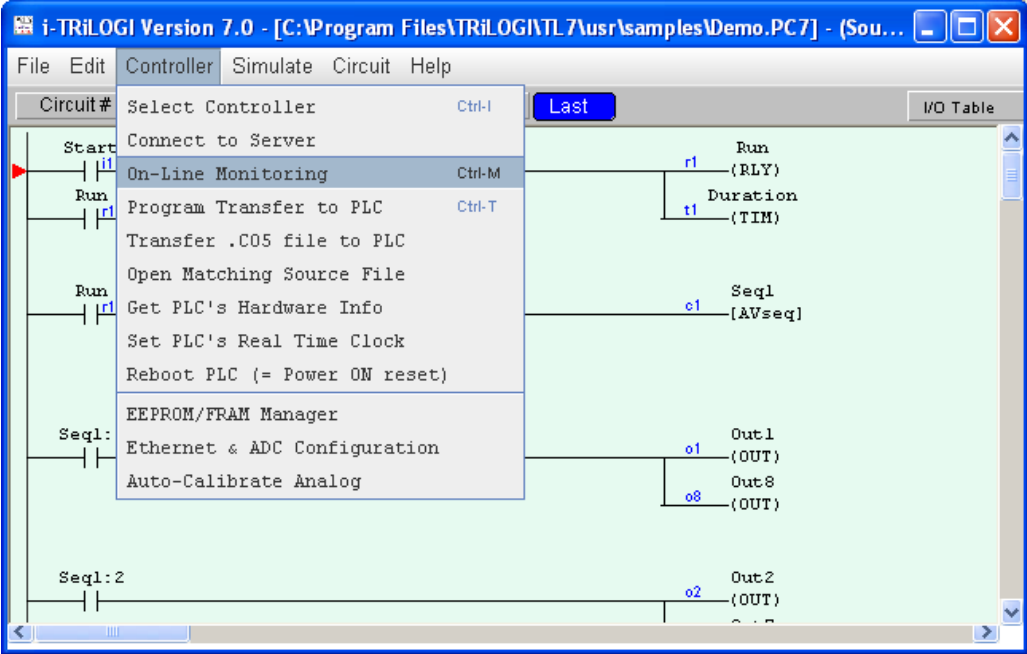 i-TRiLOGI Version 7.0 - [C:\Program Files\TRiLOGI\TL7\usr\samples\Demo.PC7] - (Sou...
File Edit Controller Simulate Circuit Help
Circuit # Last I/O Table
Select Controller Ctrl-I
Connect to Server
On-Line Monitoring Ctrl-M
Program Transfer to PLC Ctrl-T
Transfer .CO5 file to PLC
Open Matching Source File
Get PLC's Hardware Info
Set PLC's Real Time Clock
Reboot PLC (= Power ON reset)
EEPROM/FRAM Manager
Ethernet & ADC Configuration
Auto-Calibrate Analog
Start Run
i1 r1 (RLY)
Run Duration
r1 t1 (TIM)
Run Seq1
r1 c1 [AVseq]
Seq1: Out1
o1 (OUT)
Out8
o8 (OUT)
Seq1:2 Out2
o2 (OUT)